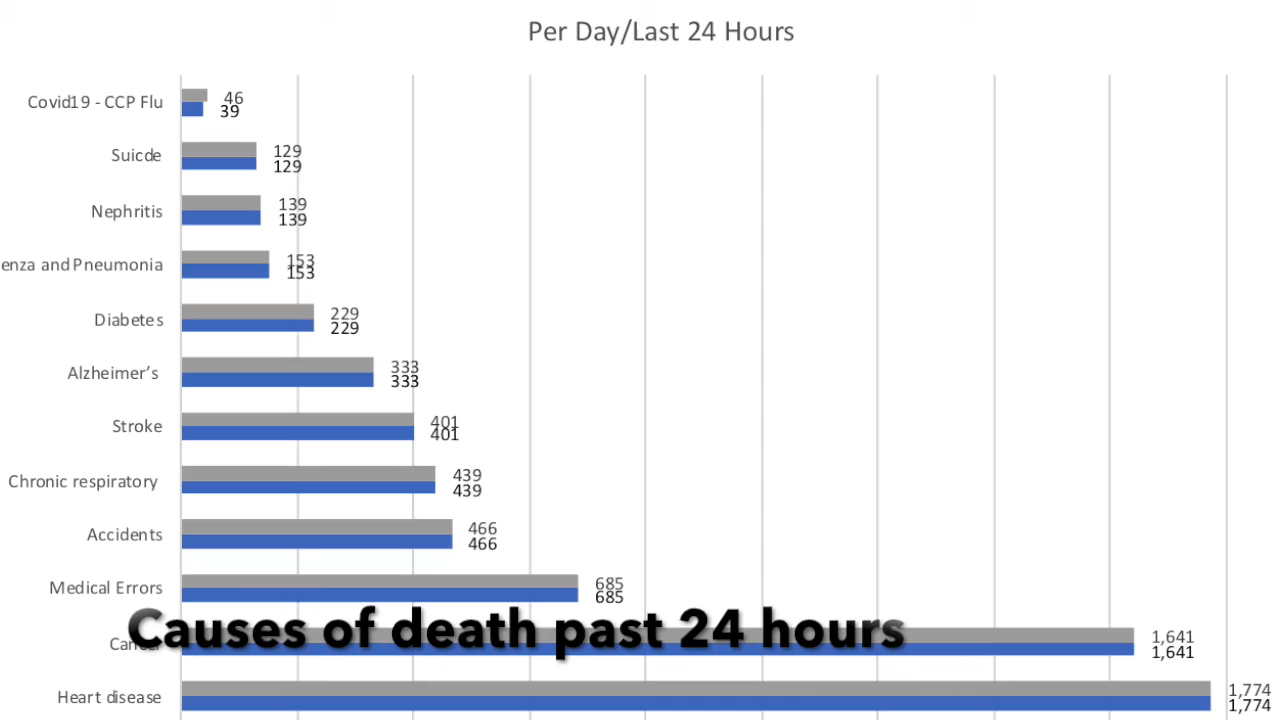 Per Day/Last 24 Hours
Covid19 - CCP Flu 46
39
Suicde 129
129
Nephritis 139
139
enza and Pneumonia 153
153
Diabetes 229
229
Alzheimer’s 333
333
Stroke 401
401
Chronic respiratory 439
439
Accidents 466
466
Medical Errors 685
685
Causes of death past 24 hours
Cancer 1,641
1,641
Heart disease 1,774
1,774